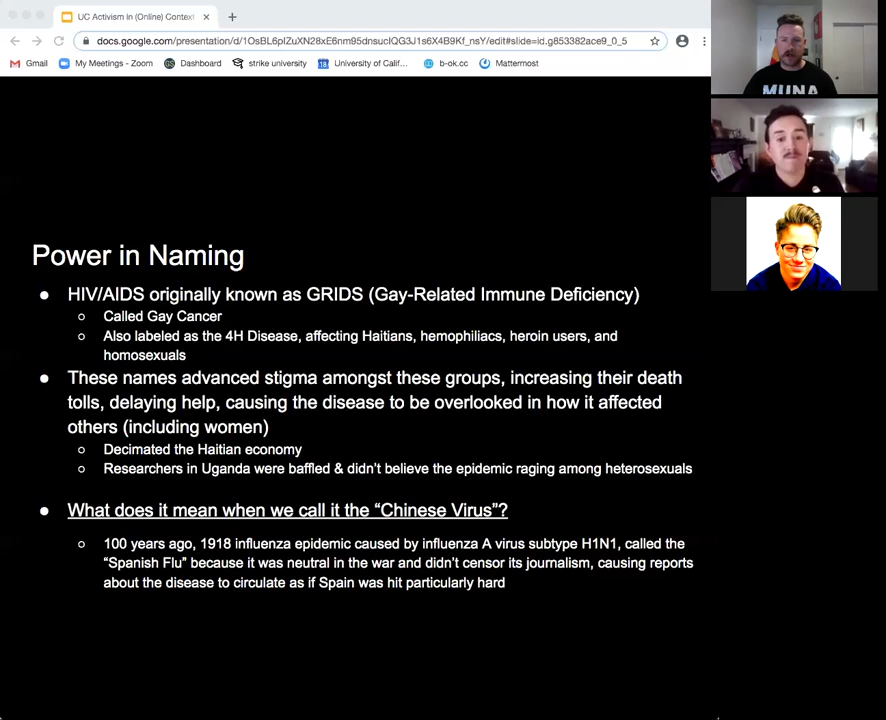 UC Activism In (Online) Context
docs.google.com/presentation/d/1OsBL6pIZuXN28xE6nm95dnsuclQG3J1s6X4B9Kf_nsY/edit#slide=id.g853382ace9_0_5
Gmail My Meetings - Zoom Dashboard strike university University of Calif... b-ok.cc Mattermost
MUNA
Power in Naming
● HIV/AIDS originally known as GRIDS (Gay-Related Immune Deficiency)
○ Called Gay Cancer
○ Also labeled as the 4H Disease, affecting Haitians, hemophiliacs, heroin users, and
homosexuals
● These names advanced stigma amongst these groups, increasing their death
tolls, delaying help, causing the disease to be overlooked in how it affected
others (including women)
○ Decimated the Haitian economy
○ Researchers in Uganda were baffled & didn't believe the epidemic raging among heterosexuals
● What does it mean when we call it the “Chinese Virus”?
○ 100 years ago, 1918 influenza epidemic caused by influenza A virus subtype H1N1, called the
“Spanish Flu” because it was neutral in the war and didn't censor its journalism, causing reports
about the disease to circulate as if Spain was hit particularly hard